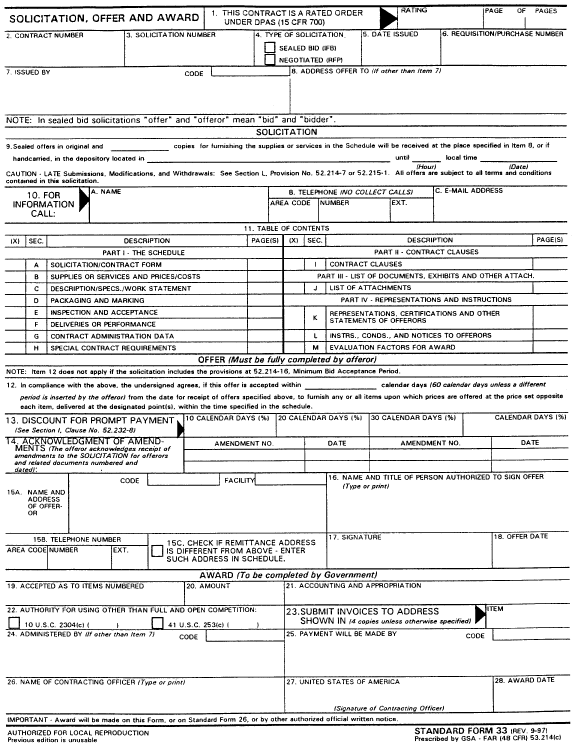 SOLICITATION, OFFER AND AWARD
1. THIS CONTRACT IS A RATED ORDER
UNDER DPAS (15 CFR 700)
RATING
PAGE OF PAGES
2. CONTRACT NUMBER
3. SOLICITATION NUMBER
4. TYPE OF SOLICITATION
SEALED BID (IFB)
NEGOTIATED (RFP)
5. DATE ISSUED
6. REQUISITION/PURCHASE NUMBER
7. ISSUED BY
CODE
8. ADDRESS OFFER TO (If other than Item 7)
NOTE: In sealed bid solicitations "offer" and "offeror" mean "bid" and "bidder".
SOLICITATION
9. Sealed offers in original and copies for furnishing the supplies or services in the Schedule will be received at the place specified in Item 8, or if
handcarried, in the depository located in until local time
(Hour) (Date)
CAUTION - LATE Submissions, Modifications, and Withdrawals: See Section L, Provision No. 52.214-7 or 52.215-1. All offers are subject to all terms and conditions
contained in this solicitation.
10. FOR
INFORMATION
CALL:
A. NAME
B. TELEPHONE (NO COLLECT CALLS)
AREA CODE NUMBER EXT.
C. E-MAIL ADDRESS
11. TABLE OF CONTENTS
(X) SEC. DESCRIPTION PAGE(S) (X) SEC. DESCRIPTION PAGE(S)
PART I - THE SCHEDULE PART II - CONTRACT CLAUSES
A SOLICITATION/CONTRACT FORM I CONTRACT CLAUSES
B SUPPLIES OR SERVICES AND PRICES/COSTS PART III - LIST OF DOCUMENTS, EXHIBITS AND OTHER ATTACH.
C DESCRIPTION/SPECS./WORK STATEMENT J LIST OF ATTACHMENTS
D PACKAGING AND MARKING PART IV - REPRESENTATIONS AND INSTRUCTIONS
E INSPECTION AND ACCEPTANCE K REPRESENTATIONS, CERTIFICATIONS AND OTHER
F DELIVERIES OR PERFORMANCE STATEMENTS OF OFFERORS
G CONTRACT ADMINISTRATION DATA L INSTRS., CONDS., AND NOTICES TO OFFERORS
H SPECIAL CONTRACT REQUIREMENTS M EVALUATION FACTORS FOR AWARD
OFFER (Must be fully completed by offeror)
NOTE: Item 12 does not apply if the solicitation includes the provisions at 52.214-16, Minimum Bid Acceptance Period.
12. In compliance with the above, the undersigned agrees, if this offer is accepted within calendar days (60 calendar days unless a different
period is inserted by the offeror) from the date for receipt of offers specified above, to furnish any or all items upon which prices are offered at the price set opposite
each item, delivered at the designated point(s), within the time specified in the schedule.
13. DISCOUNT FOR PROMPT PAYMENT
(See Section I, Clause No. 52.232-8)
10 CALENDAR DAYS (%) 20 CALENDAR DAYS (%) 30 CALENDAR DAYS (%) CALENDAR DAYS (%)
14. ACKNOWLEDGMENT OF AMEND-
MENTS (The offeror acknowledges receipt of
amendments to the SOLICITATION for offerors
and related documents numbered and
dated):
AMENDMENT NO. DATE AMENDMENT NO. DATE
15A. NAME AND
ADDRESS
OF OFFER-
OR
CODE
FACILITY
16. NAME AND TITLE OF PERSON AUTHORIZED TO SIGN OFFER
(Type or print)
15B. TELEPHONE NUMBER
AREA CODE NUMBER EXT.
15C. CHECK IF REMITTANCE ADDRESS
IS DIFFERENT FROM ABOVE - ENTER
SUCH ADDRESS IN SCHEDULE.
17. SIGNATURE
18. OFFER DATE
AWARD (To be completed by Government)
19. ACCEPTED AS TO ITEMS NUMBERED
20. AMOUNT
21. ACCOUNTING AND APPROPRIATION
22. AUTHORITY FOR USING OTHER THAN FULL AND OPEN COMPETITION:
10 U.S.C. 2304(c) ( )
41 U.S.C. 253(c) ( )
23. SUBMIT INVOICES TO ADDRESS
SHOWN IN (4 copies unless otherwise specified)
ITEM
24. ADMINISTERED BY (If other than Item 7)
CODE
25. PAYMENT WILL BE MADE BY
CODE
26. NAME OF CONTRACTING OFFICER (Type or print)
27. UNITED STATES OF AMERICA
(Signature of Contracting Officer)
28. AWARD DATE
IMPORTANT - Award will be made on this Form, or on Standard Form 26, or by other authorized official written notice.
AUTHORIZED FOR LOCAL REPRODUCTION
Previous edition is unusable
STANDARD FORM 33 (REV. 9-97)
Prescribed by GSA - FAR (48 CFR) 53.214(c)